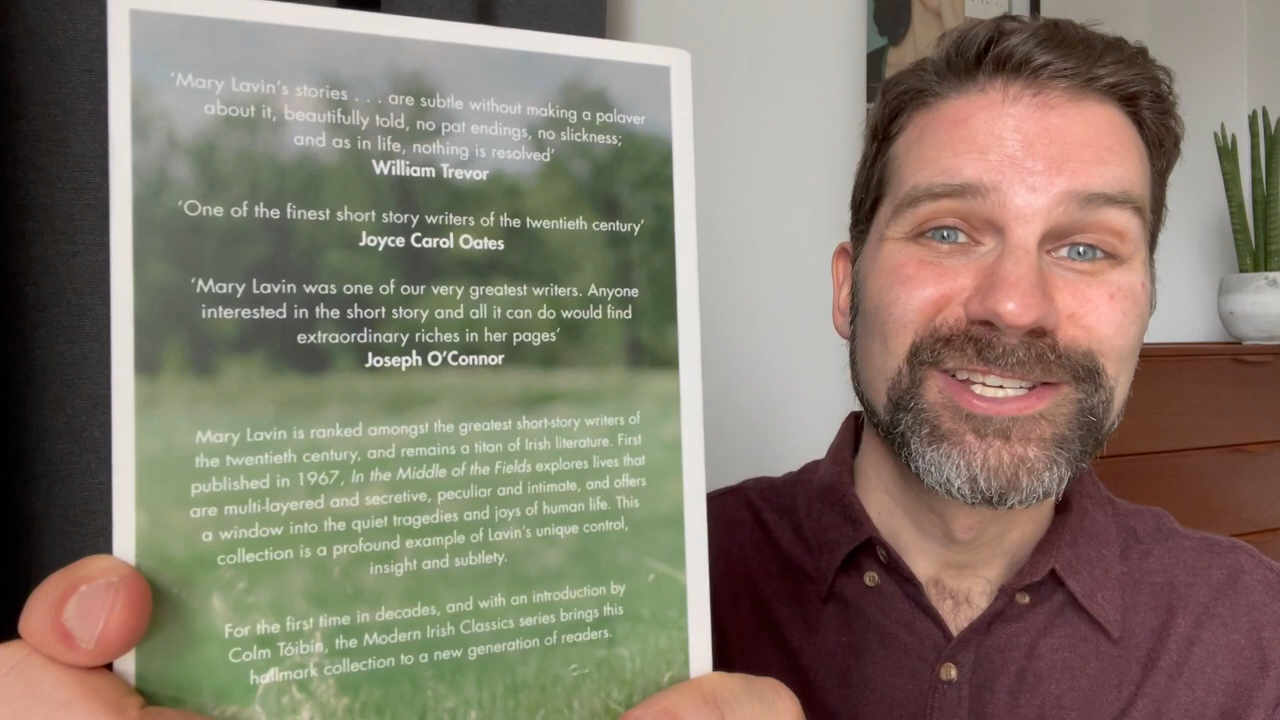 ‘Mary Lavin’s stories . . . are subtle without making a palaver
about it, beautifully told, no pat endings, no slickness;
and as in life, nothing is resolved’
William Trevor
‘One of the finest short story writers of the twentieth century’
Joyce Carol Oates
‘Mary Lavin was one of our very greatest writers. Anyone
interested in the short story and all it can do would find
extraordinary riches in her pages’
Joseph O’Connor
Mary Lavin is ranked amongst the greatest short-story writers of
the twentieth century, and remains a titan of Irish literature. First
published in 1967, In the Middle of the Fields explores lives that
are multi-layered and secretive, peculiar and intimate, and offers
a window into the quiet tragedies and joys of human life. This
collection is a profound example of Lavin’s unique control,
insight and subtlety.
For the first time in decades, and with an introduction by
Colm Tóibín, the Modern Irish Classics series brings this
hallmark collection to a new generation of readers.